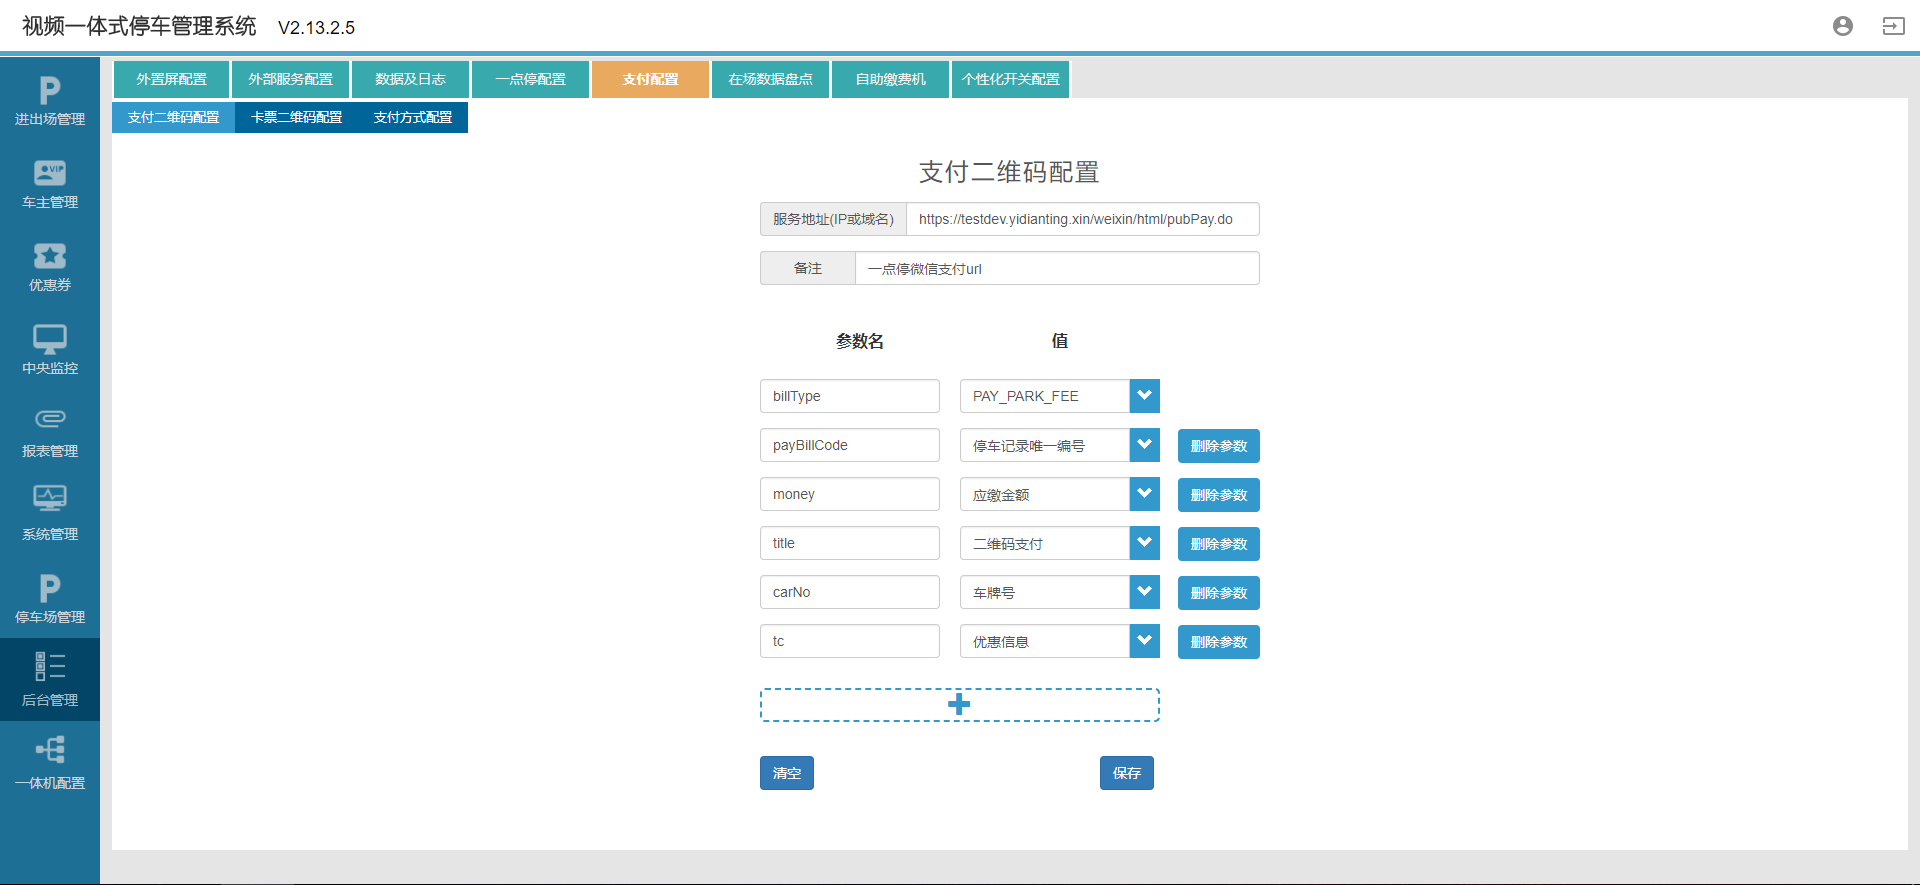 视频一体式停车管理系统 V2.13.2.5
外置屏配置 外部服务配置 数据及日志 一点停配置 支付配置 在场数据盘点 自助缴费机 个性化开关配置
支付二维码配置 卡票二维码配置 支付方式配置
P
进出场管理
VIP
车主管理
优惠券
中央监控
报表管理
系统管理
P
停车场管理
后台管理
一体机配置
支付二维码配置
服务地址(IP或域名) https://testdev.yidianting.xin/weixin/html/pubPay.do
备注 一点停微信支付url
参数名 值
billType PAY_PARK_FEE
payBillCode 停车记录唯一编号 删除参数
money 应缴金额 删除参数
title 二维码支付 删除参数
carNo 车牌号 删除参数
tc 优惠信息 删除参数
清空 保存